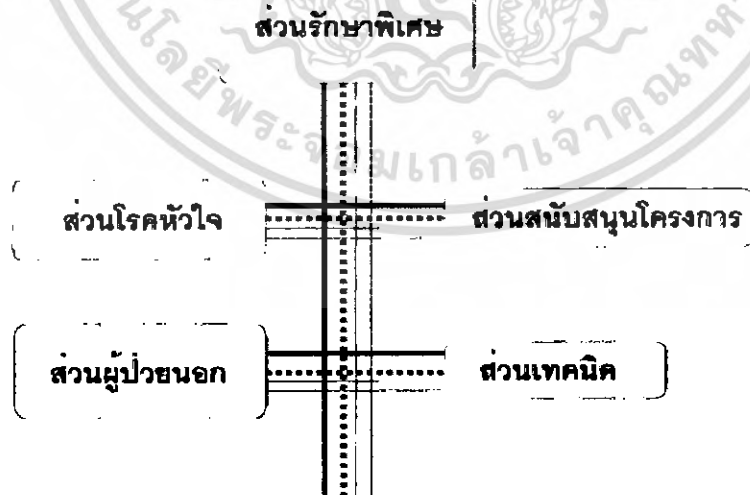 ส่วนรักษาพิเศษ
ส่วนโรคหัวใจ
ส่วนสนับสนุนโครงการ
ส่วนผู้ป่วยนอก
ส่วนเทคนิค